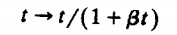 t → t/(1 + βt)